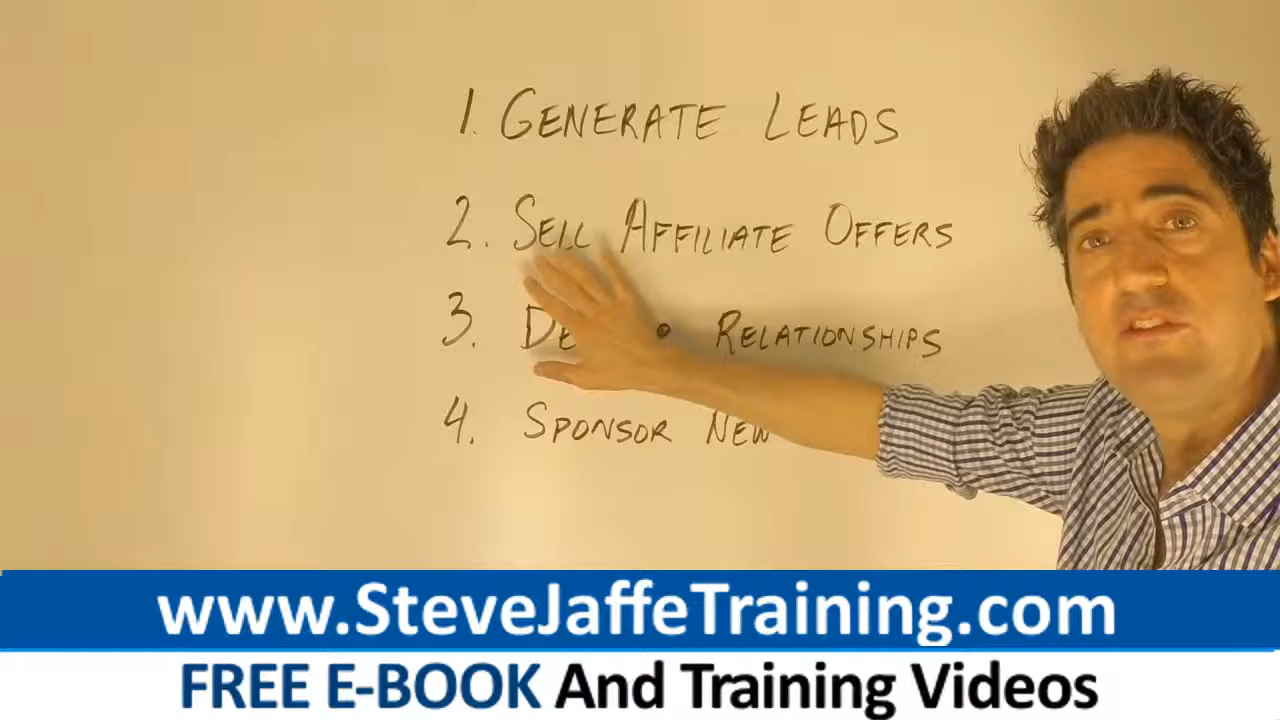 1. GENERATE LEADS
2. SELL AFFILIATE OFFERS
3. RELATIONSHIPS
4. SPONSOR NEW
www.SteveJaffeTraining.com
FREE E-BOOK And Training Videos